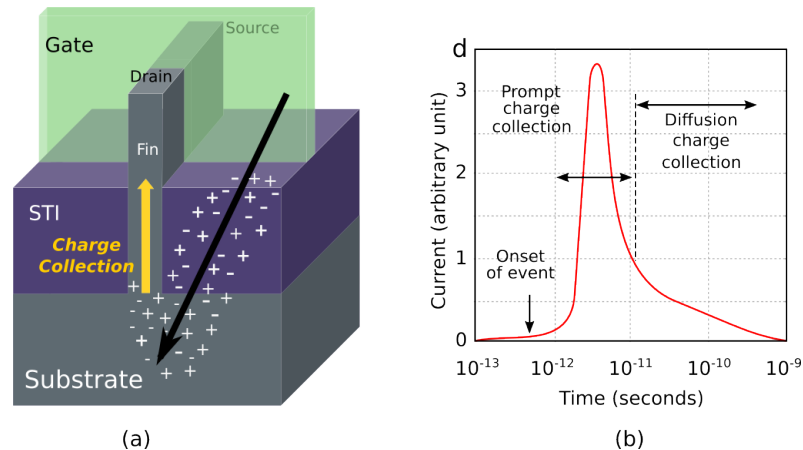 Gate
Source
Drain
Fin
STI
Charge
Collection
Substrate
(a)
d
Current (arbitrary unit)
3
2
1
0
Prompt
charge
collection
Diffusion
charge
collection
Onset
of event
10-13
10-12
10-11
10-10
10-9
Time (seconds)
(b)